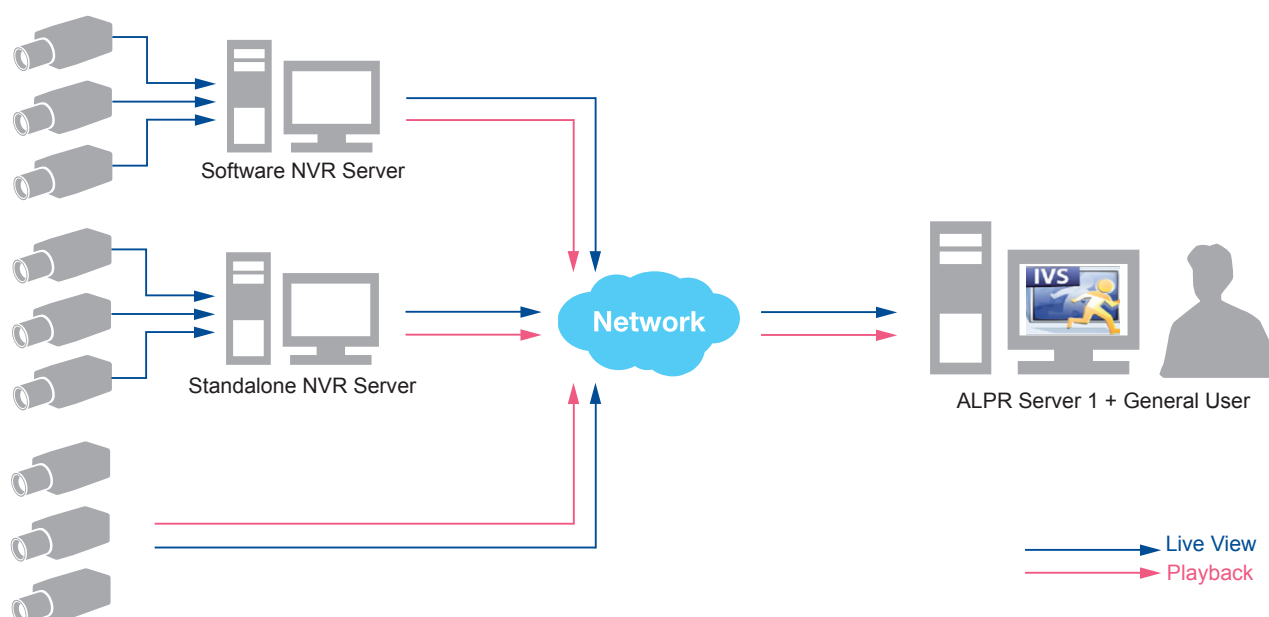 Software NVR Server
IVS
Network
Standalone NVR Server
ALPR Server 1 + General User
Live View
Playback